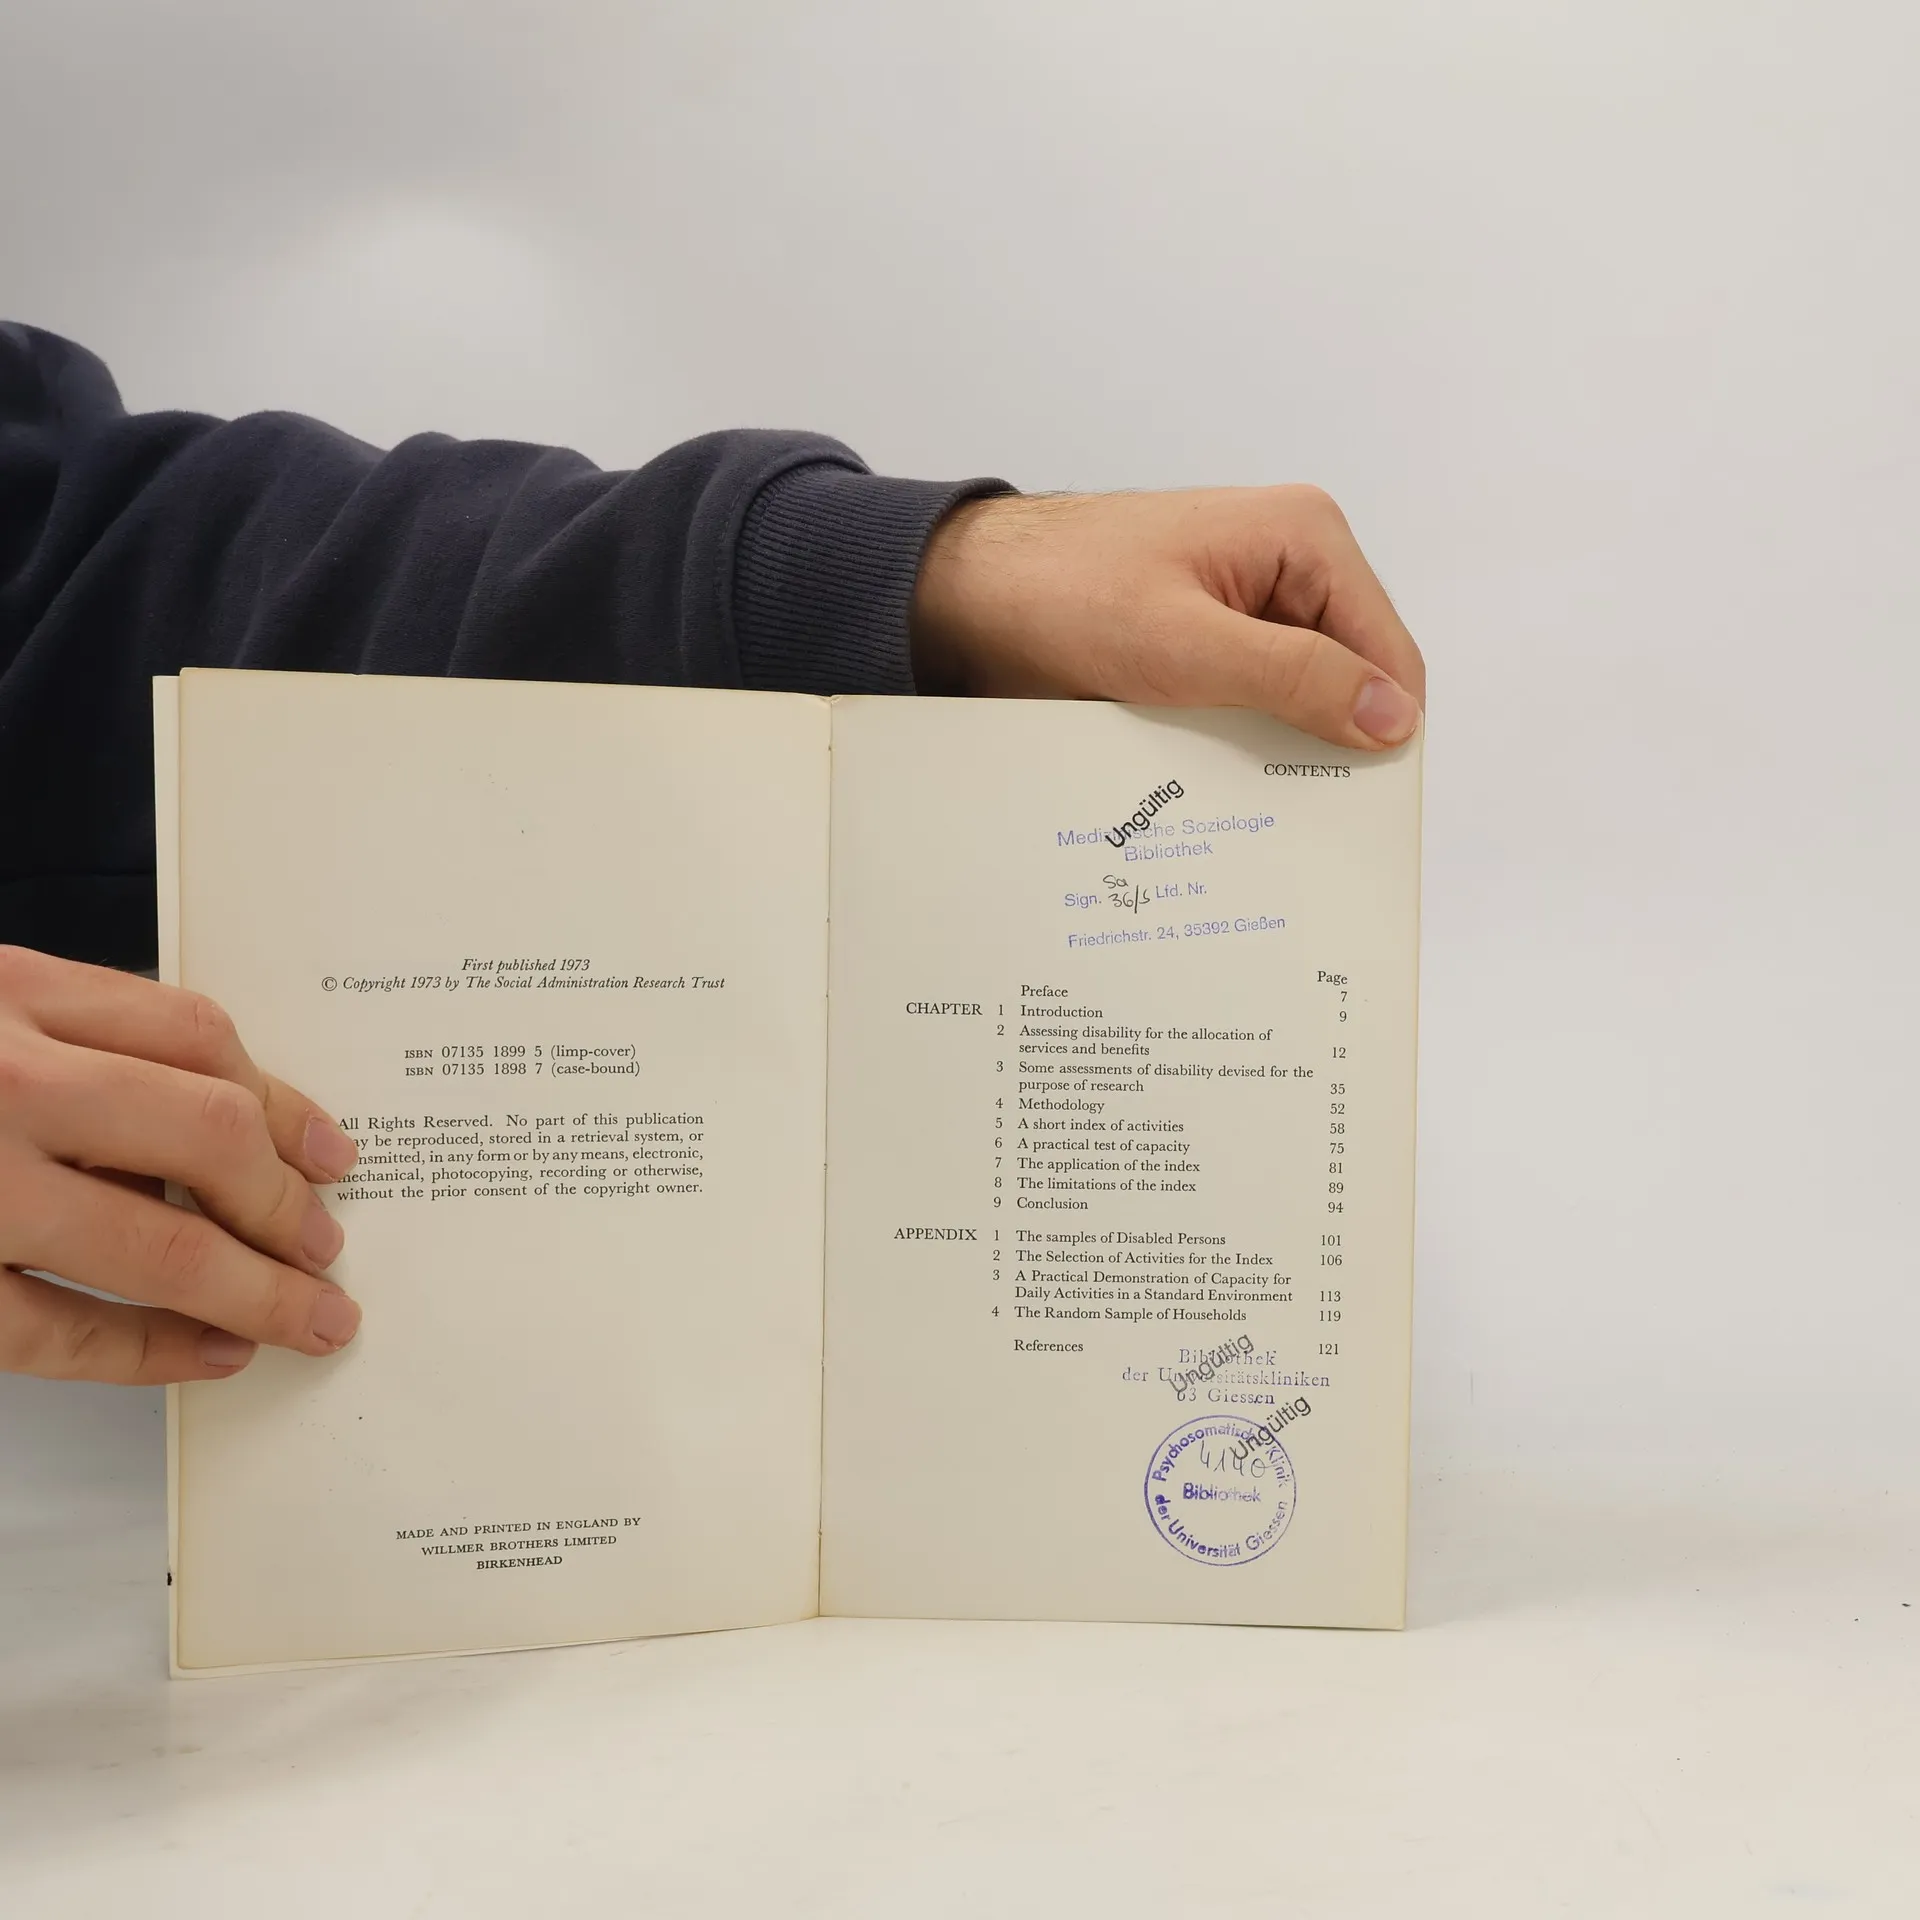 First published 1973
© Copyright 1973 by The Social Administration Research Trust
ISBN 07135 1899 5 (limp-cover)
ISBN 07135 1898 7 (case-bound)
All Rights Reserved. No part of this publication
be reproduced, stored in a retrieval system, or
in any form or by any means, electronic,
mechanical, photocopying, recording or otherwise,
without the prior consent of the copyright owner.
MADE AND PRINTED IN ENGLAND BY
WILLMER BROTHERS LIMITED
BIRKENHEAD
CONTENTS
Ungültig
Medizinische Soziologie
Bibliothek
Sa
Sign. 36/5 Lfd. Nr.
Friedrichstr. 24, 35392 Gießen
Page
Preface 7
CHAPTER 1 Introduction 9
2 Assessing disability for the allocation of
services and benefits 12
3 Some assessments of disability devised for the
purpose of research 35
4 Methodology 52
5 A short index of activities 58
6 A practical test of capacity 75
7 The application of the index 81
8 The limitations of the index 89
9 Conclusion 94
APPENDIX 1 The samples of Disabled Persons 101
2 The Selection of Activities for the Index 106
3 A Practical Demonstration of Capacity for
Daily Activities in a Standard Environment 113
4 The Random Sample of Households 119
References 121
Ungültig
Bibliothek
der Universitätskliniken
63 Giessen
Ungültig
Psychosomatische Klinik
4140
Bibliothek
der Universität Giessen